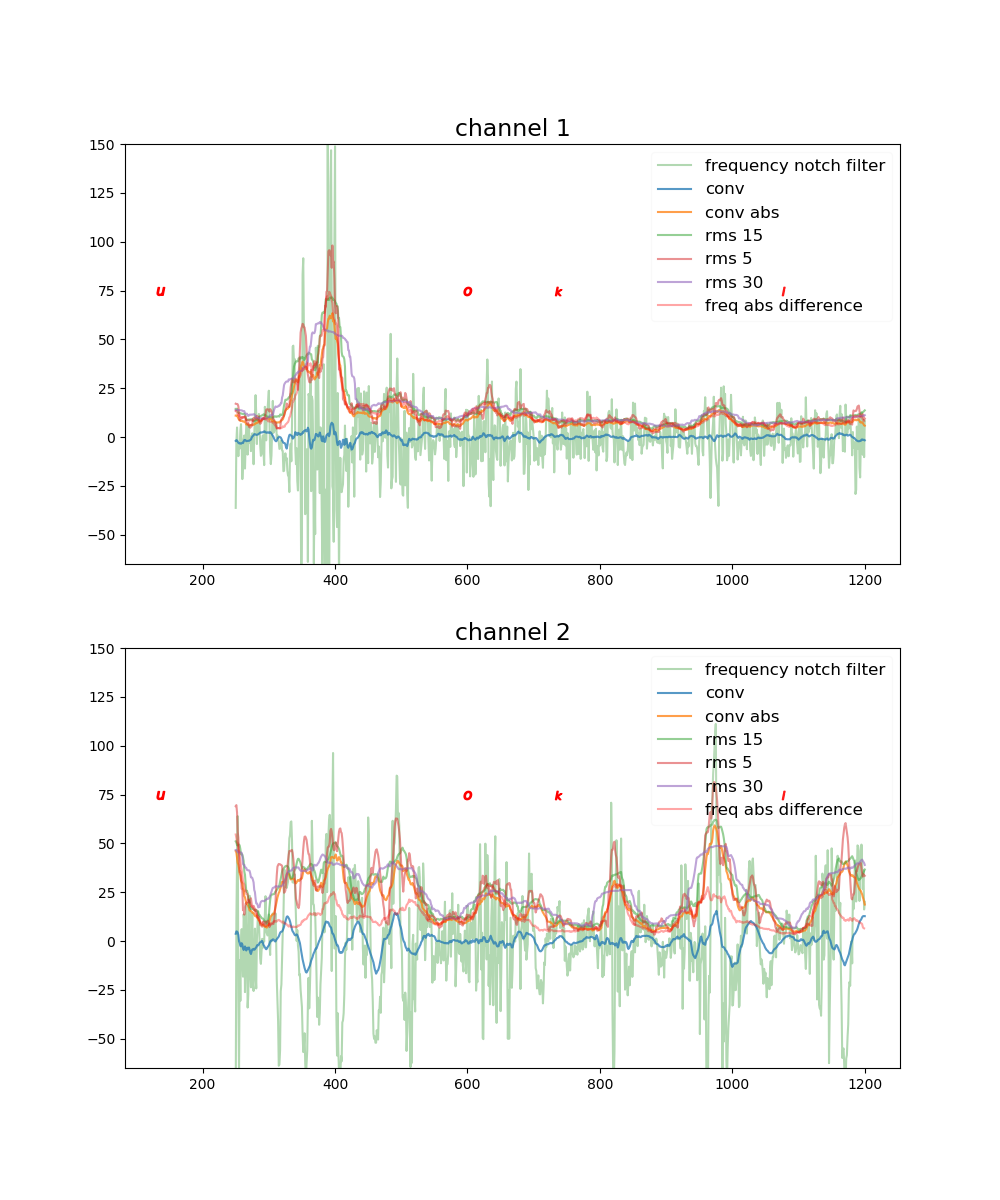 channel 1
150
125
100
75
50
25
0
−25
−50
frequency notch filter
conv
conv abs
rms 15
rms 5
rms 30
freq abs difference
u o k l
200 400 600 800 1000 1200
channel 2
150
125
100
75
50
25
0
−25
−50
frequency notch filter
conv
conv abs
rms 15
rms 5
rms 30
freq abs difference
u o k l
200 400 600 800 1000 1200